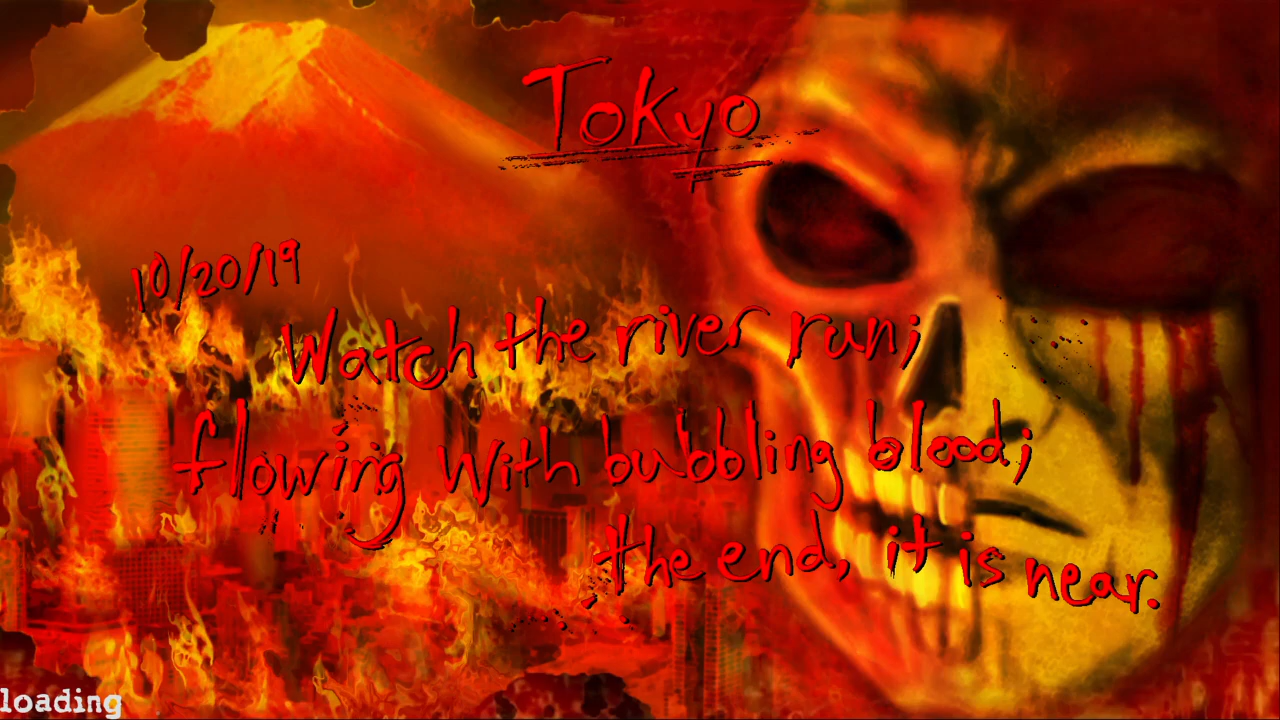 Tokyo
10/20/19
Watch the river run;
flowing with bubbling blood;
the end, it is near.
loading